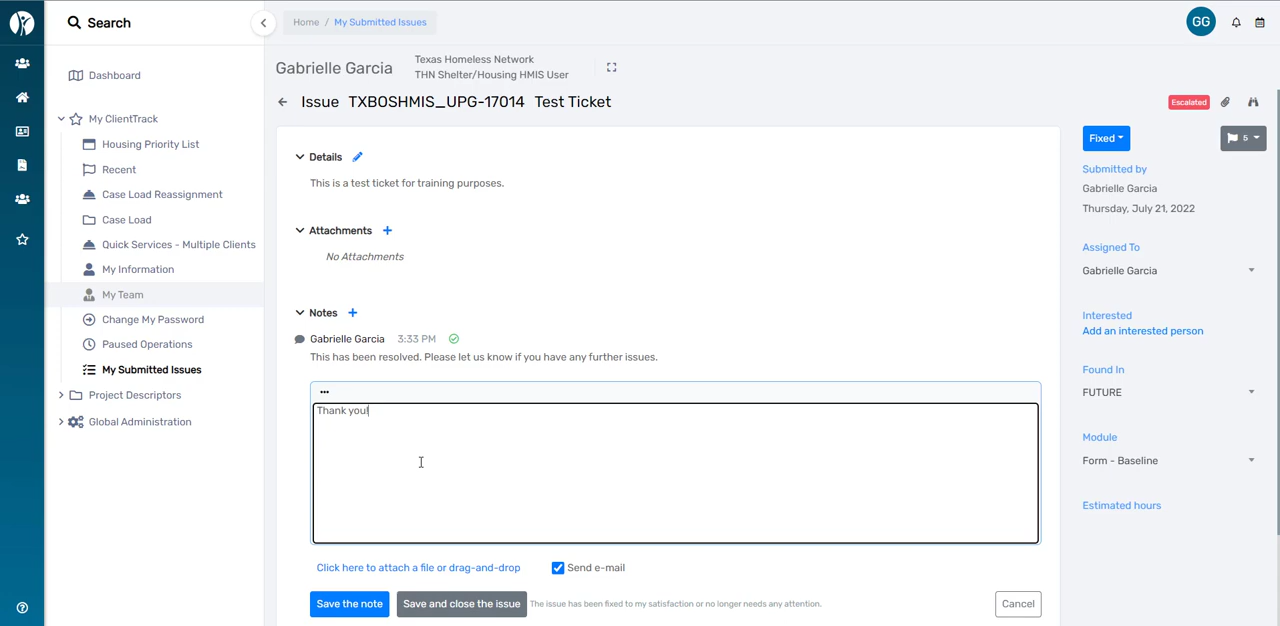 Search
Home / My Submitted Issues
GG
Dashboard
My ClientTrack
Housing Priority List
Recent
Case Load Reassignment
Case Load
Quick Services - Multiple Clients
My Information
My Team
Change My Password
Paused Operations
My Submitted Issues
Project Descriptors
Global Administration
Gabrielle Garcia
Texas Homeless Network
THN Shelter/Housing HMIS User
Issue TXBOSHMIS_UPG-17014 Test Ticket
Escalated
Details
This is a test ticket for training purposes.
Attachments +
No Attachments
Notes +
Gabrielle Garcia 3:33 PM
This has been resolved. Please let us know if you have any further issues.
•••
Thank you!
Click here to attach a file or drag-and-drop
Send e-mail
Save the note
Save and close the issue
The issue has been fixed to my satisfaction or no longer needs any attention.
Cancel
Fixed
5
Submitted by
Gabrielle Garcia
Thursday, July 21, 2022
Assigned To
Gabrielle Garcia
Interested
Add an interested person
Found In
FUTURE
Module
Form - Baseline
Estimated hours